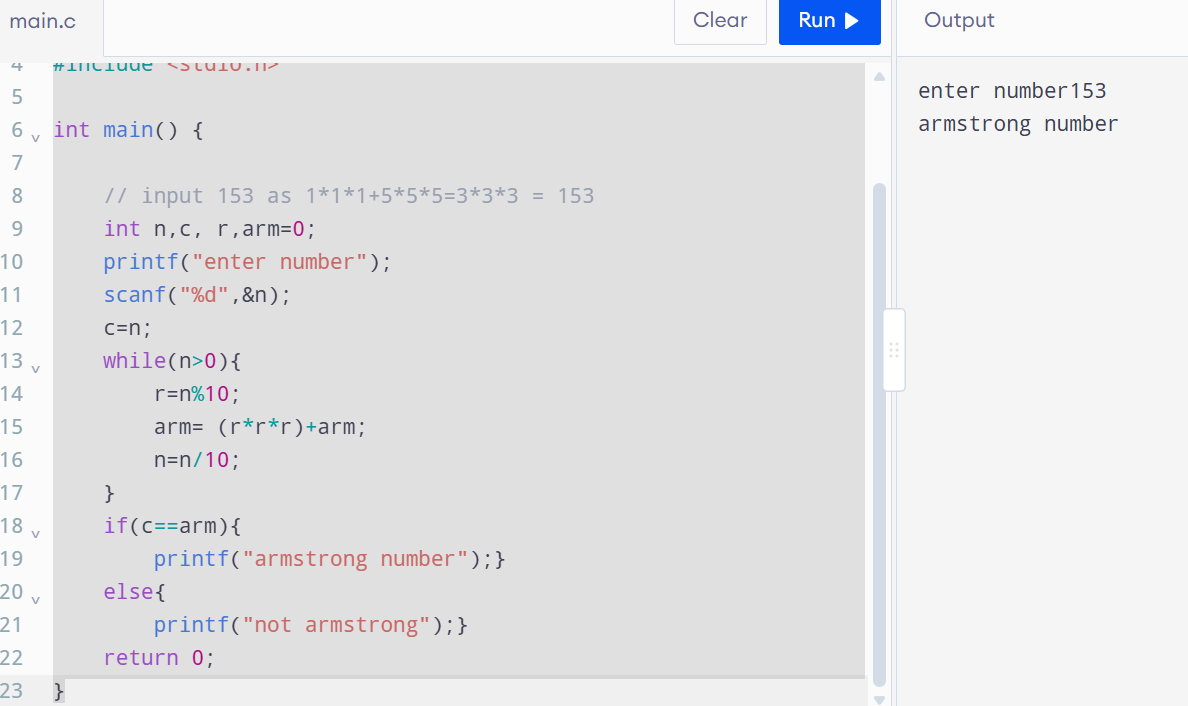 main.c
Clear
Run
Output
4 #include <stdio.h>
5
6 int main() {
7
8 // input 153 as 1*1*1+5*5*5=3*3*3 = 153
9 int n,c, r,arm=0;
10 printf("enter number");
11 scanf("%d",&n);
12 c=n;
13 while(n>0){
14 r=n%10;
15 arm= (r*r*r)+arm;
16 n=n/10;
17 }
18 if(c==arm){
19 printf("armstrong number");}
20 else{
21 printf("not armstrong");}
22 return 0;
23 }
enter number153
armstrong number